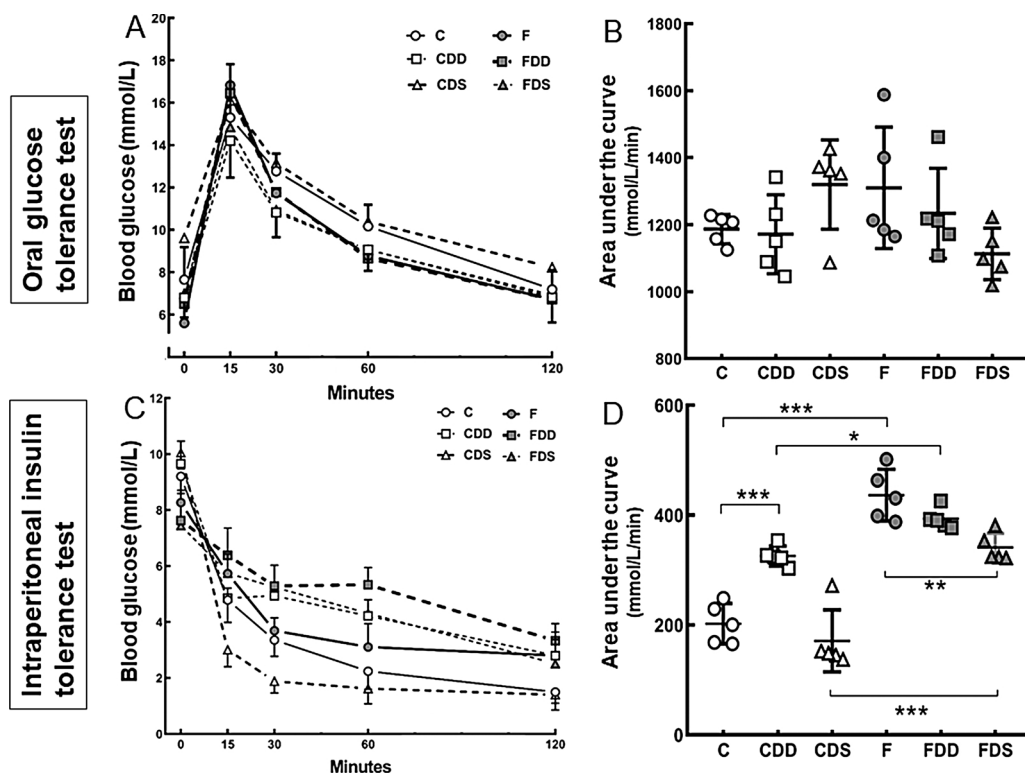 Oral glucose
tolerance test
A
Blood glucose (mmol/L)
20
18
16
14
12
10
8
6
C
CDD
CDS
F
FDD
FDS
0 15 30 60 120
Minutes
B
Area under the curve
(mmol/L/min)
1800
1600
1400
1200
1000
800
C CDD CDS F FDD FDS
Intraperitoneal insulin
tolerance test
C
Blood glucose (mmol/L)
12
10
8
6
4
2
0
C
CDD
CDS
F
FDD
FDS
0 15 30 60 120
Minutes
D
Area under the curve
(mmol/L/min)
600
400
200
0
***
*
***
**
***
C CDD CDS F FDD FDS